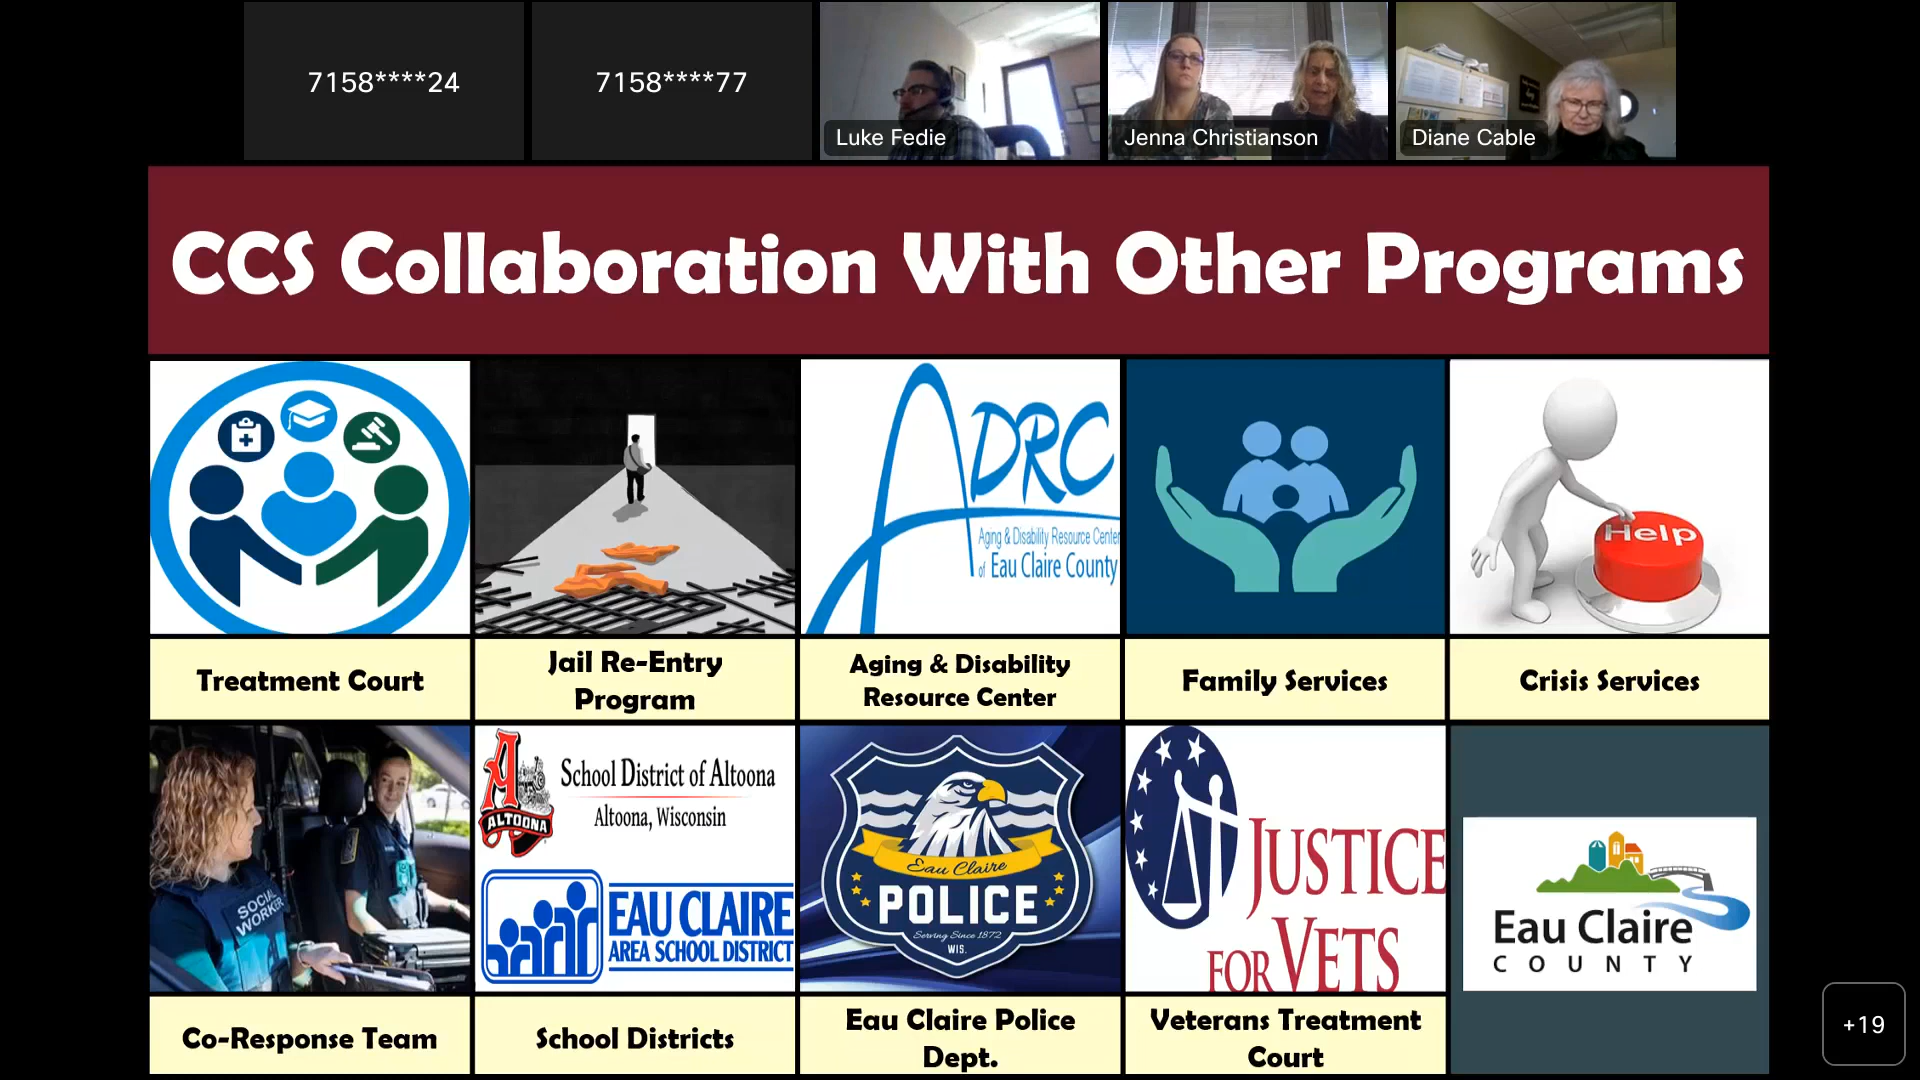 7158****24
7158****77
Luke Fedie
Jenna Christianson
Diane Cable
CCS Collaboration With Other Programs
ADRC
Aging & Disability Resource Center
of Eau Claire County
Help
Treatment Court
Jail Re-Entry
Program
Aging & Disability
Resource Center
Family Services
Crisis Services
SOCIAL
WORKER
A
ALTOONA
School District of Altoona
Altoona, Wisconsin
EAU CLAIRE
AREA SCHOOL DISTRICT
Eau Claire
POLICE
Serving Since 1872
WIS.
JUSTICE
FOR VETS
Eau Claire
COUNTY
Co-Response Team
School Districts
Eau Claire Police
Dept.
Veterans Treatment
Court
+19